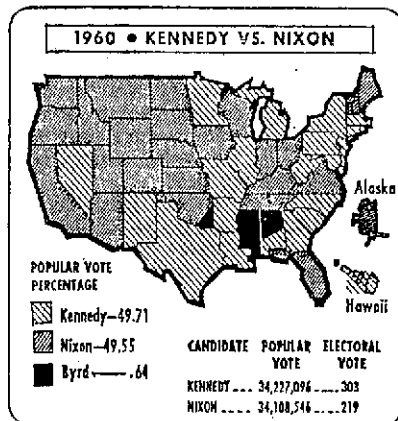 1960 • KENNEDY VS. NIXON
Alaska
Hawaii
POPULAR VOTE
PERCENTAGE
Kennedy—49.71
Nixon—49.55
Byrd——.64
CANDIDATE POPULAR VOTE ELECTORAL VOTE
KENNEDY.... 34,227,096.....303
NIXON.... 34,108,546....219